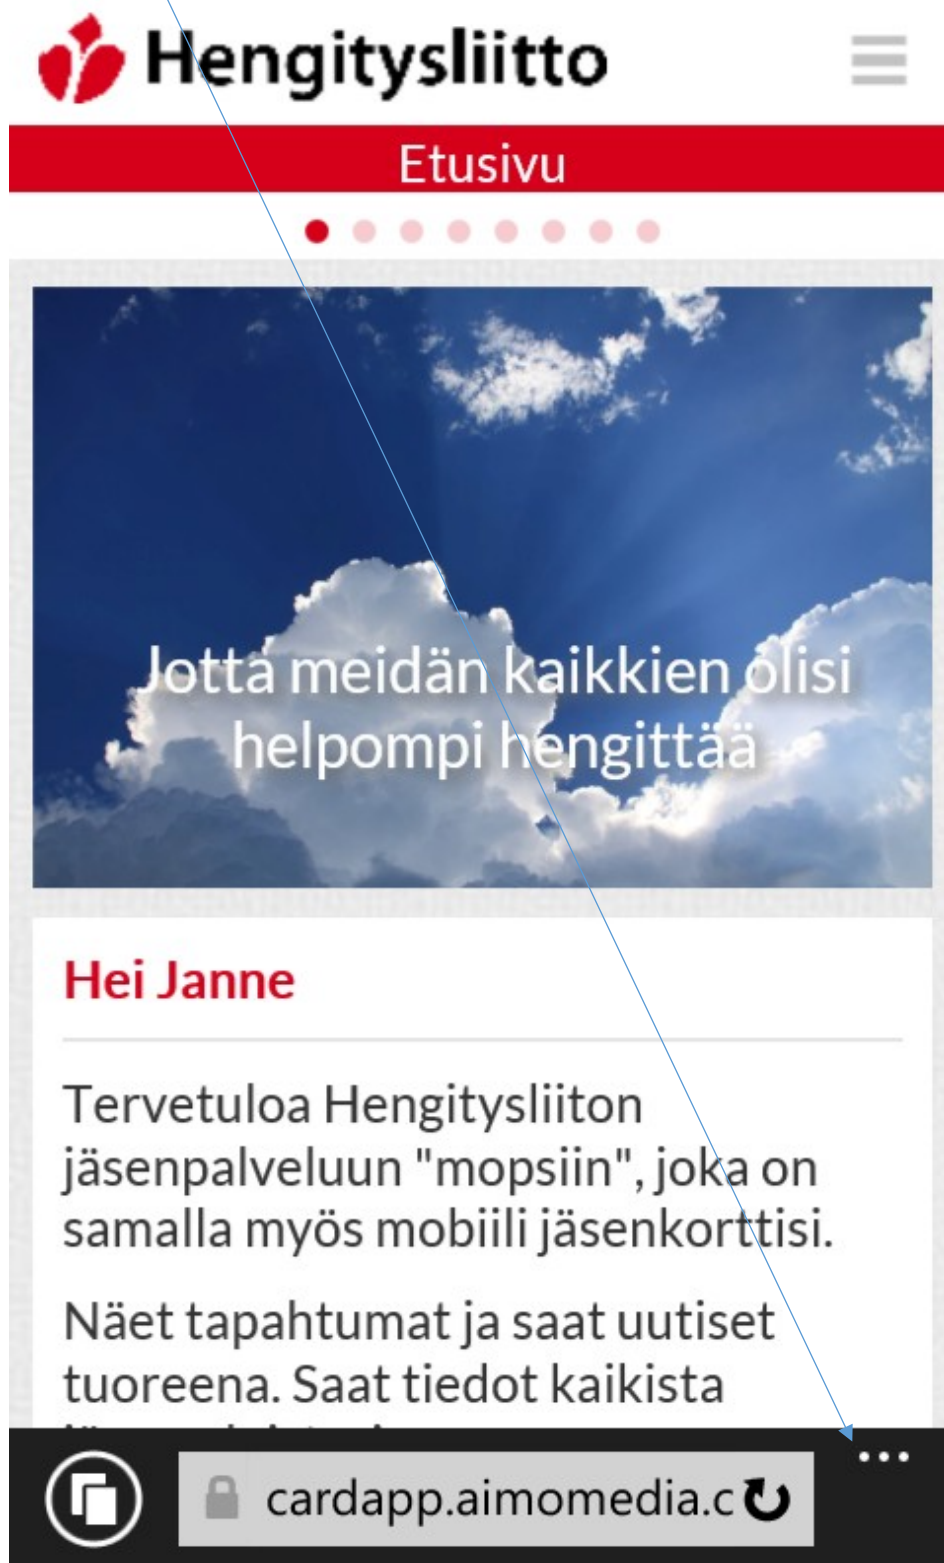 Hengitysliitto
Etusivu
Jotta meidän kaikkien olisi
helpompi hengittää
Hei Janne
Tervetuloa Hengitysliiton
jäsenpalveluun "mopsiin", joka on
samalla myös mobiili jäsenkorttisi.
Näet tapahtumat ja saat uutiset
tuoreena. Saat tiedot kaikista
cardapp.aimomedia.c